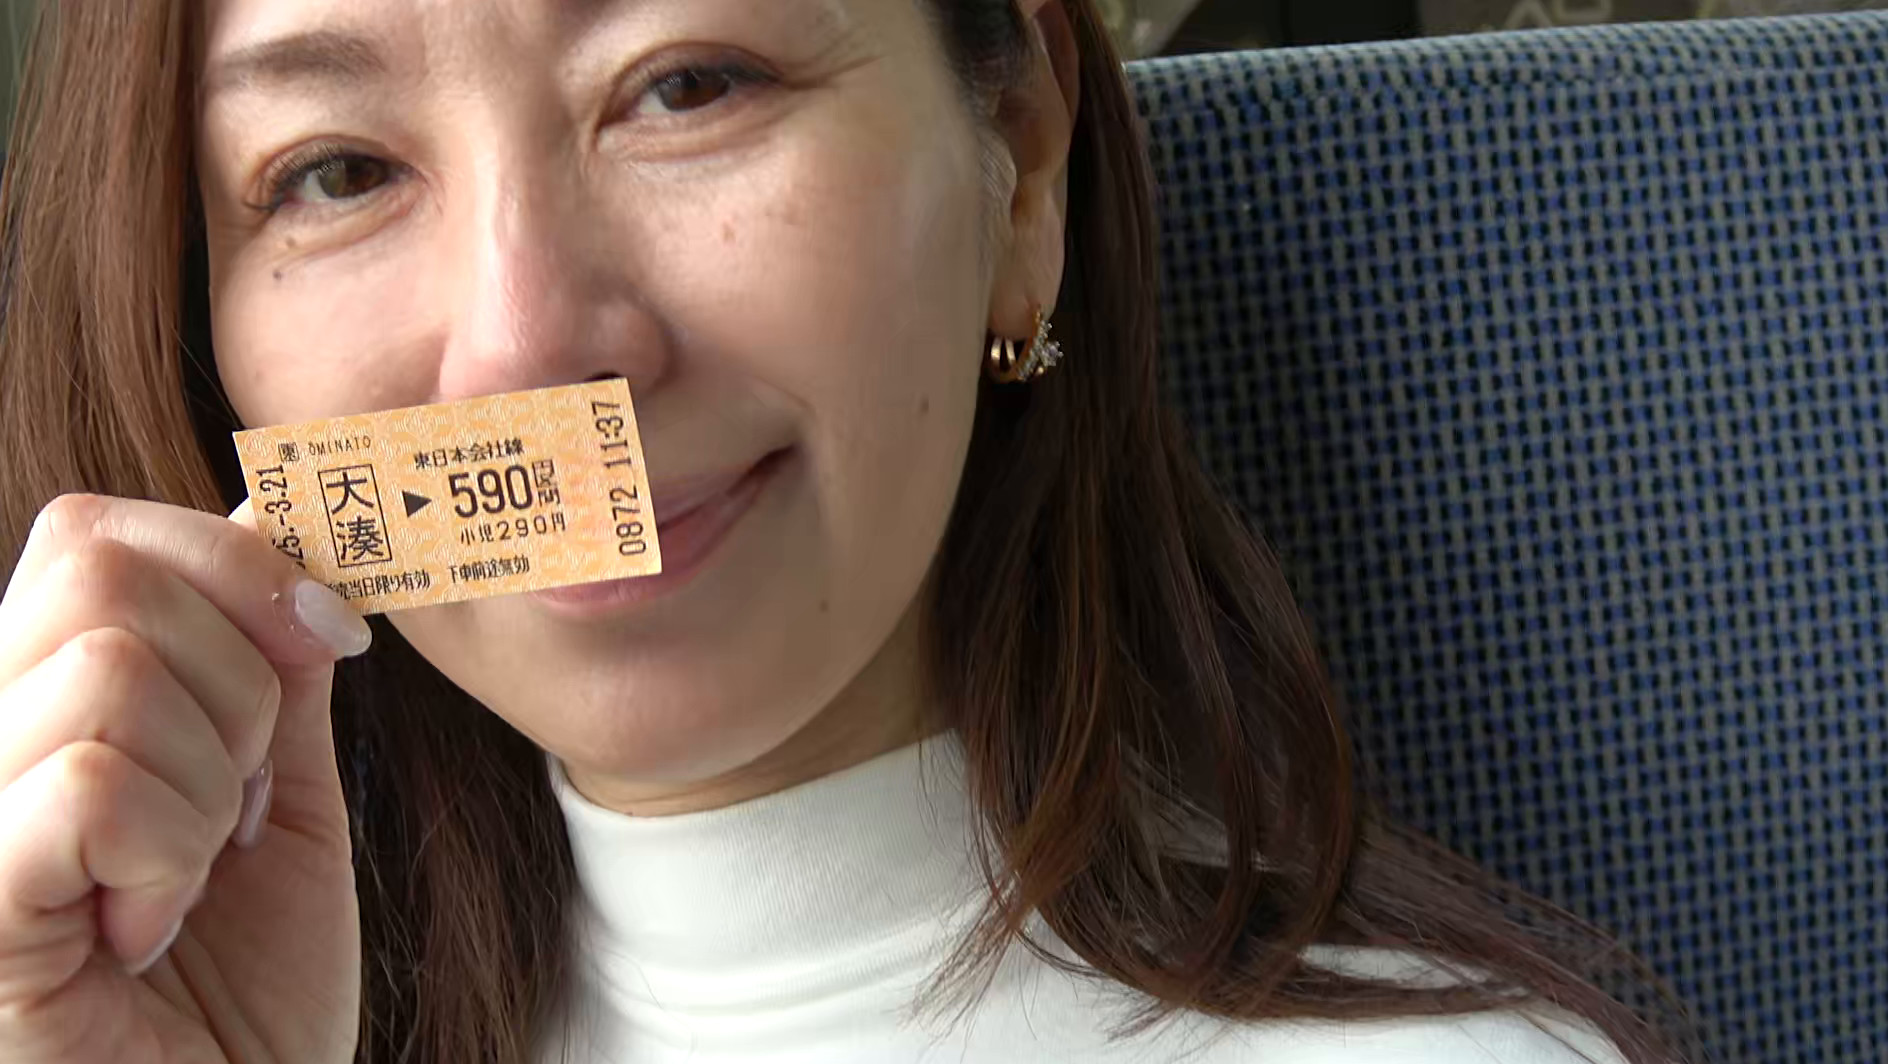 ŌMINATO
東日本会社線
大湊
▶
590円区間
小児290円
25.-3.21
当日限り有効 下車前途無効
0872 11:37